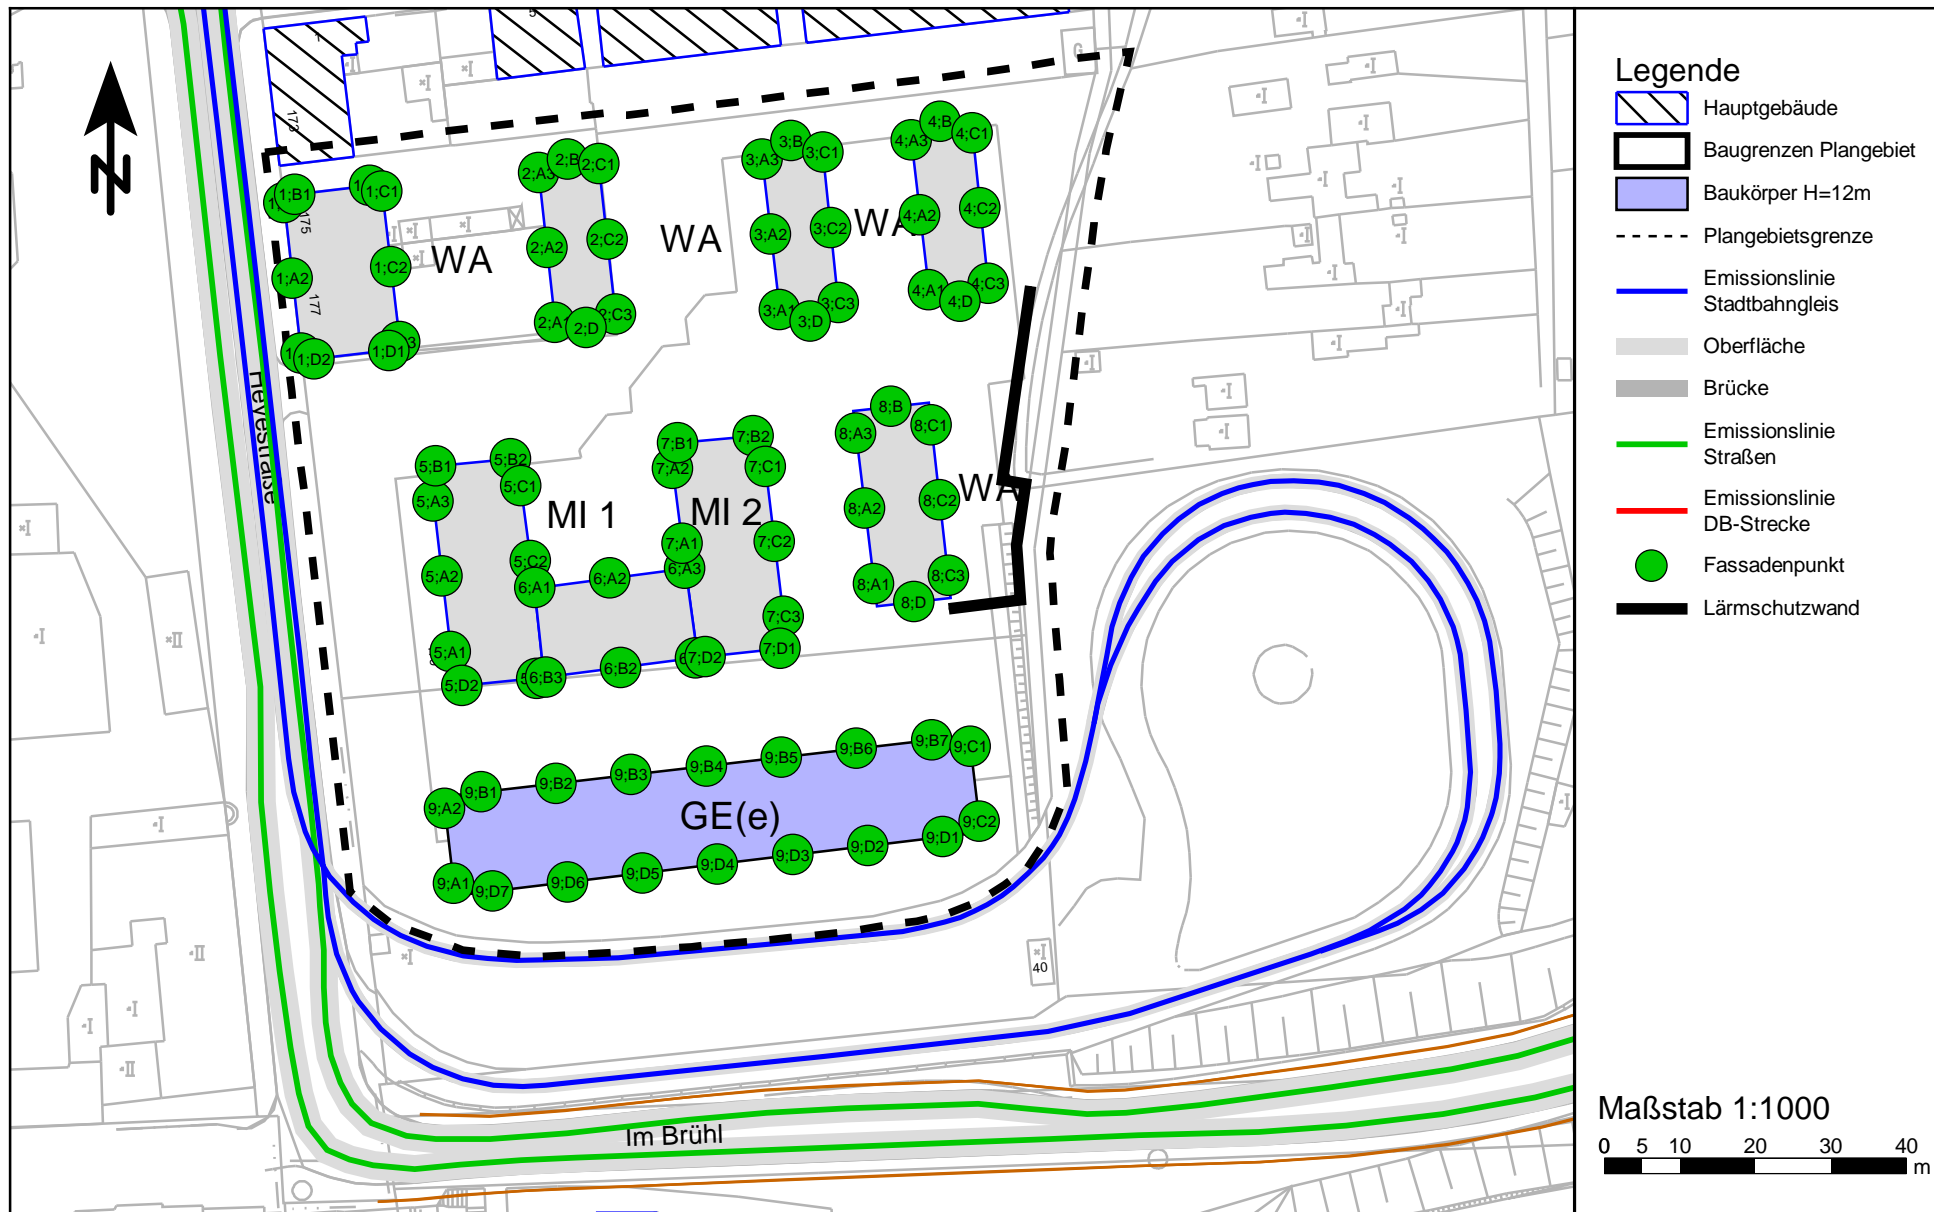 Legende
Hauptgebäude
Baugrenzen Plangebiet
Baukörper H=12m
Plangebietsgrenze
Emissionslinie
Stadtbahngleis
Oberfläche
Brücke
Emissionslinie
Straßen
Emissionslinie
DB-Strecke
Fassadenpunkt
Lärmschutzwand
Maßstab 1:1000
0 5 10 20 30 40
m
N
173
175
177
G
5
1;B1
1;C1
1;A2
1;C2
1;D2
1;D1
2;A3
2;B
2;C1
2;A2
2;C2
2;A1
2;D
2;C3
3;A3
3;B
3;C1
3;A2
3;C2
3;A1
3;D
3;C3
4;A3
4;B
4;C1
4;A2
4;C2
4;A1
4;D
4;C3
WA
WA
WA
WA
Heyestraße
5;B1
5;B2
5;A3
5;C1
5;A2
5;C2
5;A1
5;D2
MI 1
6;A1
6;A2
6;A3
6;B3
6;B2
7;B1
7;B2
7;A2
7;C1
MI 2
7;A1
7;C2
7;C3
7;D2
7;D1
8;A3
8;B
8;C1
8;A2
8;C2
8;A1
8;D
8;C3
9;A2
9;B1
9;B2
9;B3
9;B4
9;B5
9;B6
9;B7
9;C1
GE(e)
9;C2
9;A1
9;D7
9;D6
9;D5
9;D4
9;D3
9;D2
9;D1
40
Im Brühl